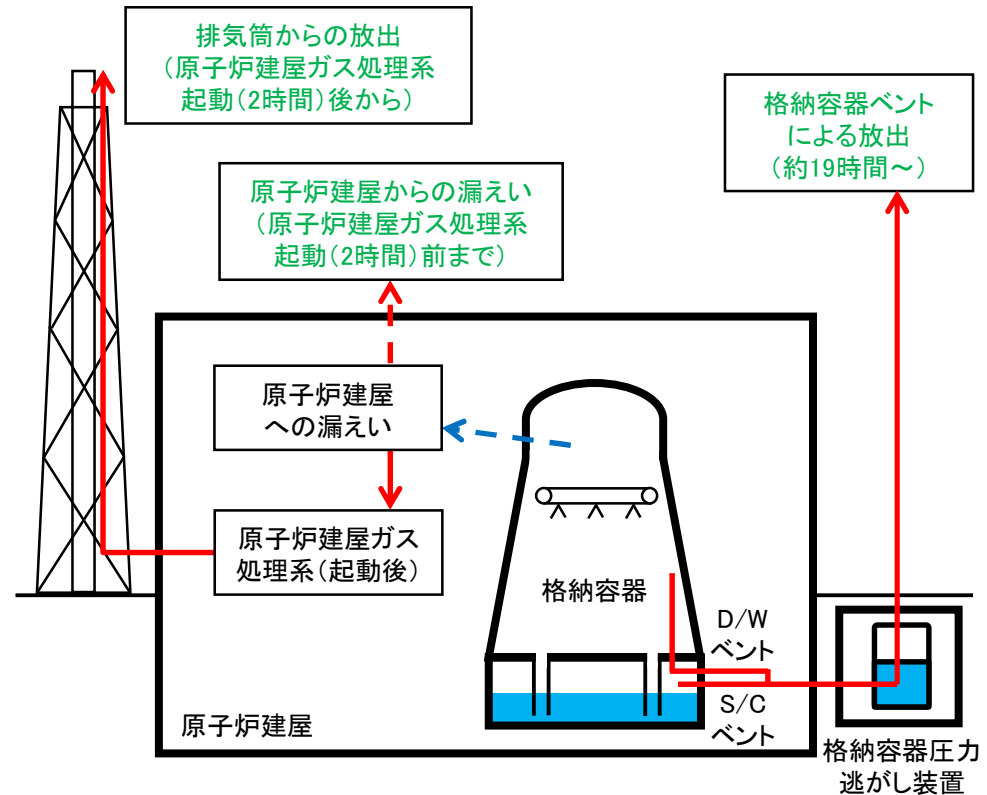 排気筒からの放出
（原子炉建屋ガス処理系
起動（2時間）後から）
格納容器ベント
による放出
（約19時間～）
原子炉建屋からの漏えい
（原子炉建屋ガス処理系
起動（2時間）前まで）
原子炉建屋
への漏えい
原子炉建屋ガス
処理系（起動後）
格納容器
D/W
ベント
S/C
ベント
原子炉建屋
格納容器圧力
逃がし装置